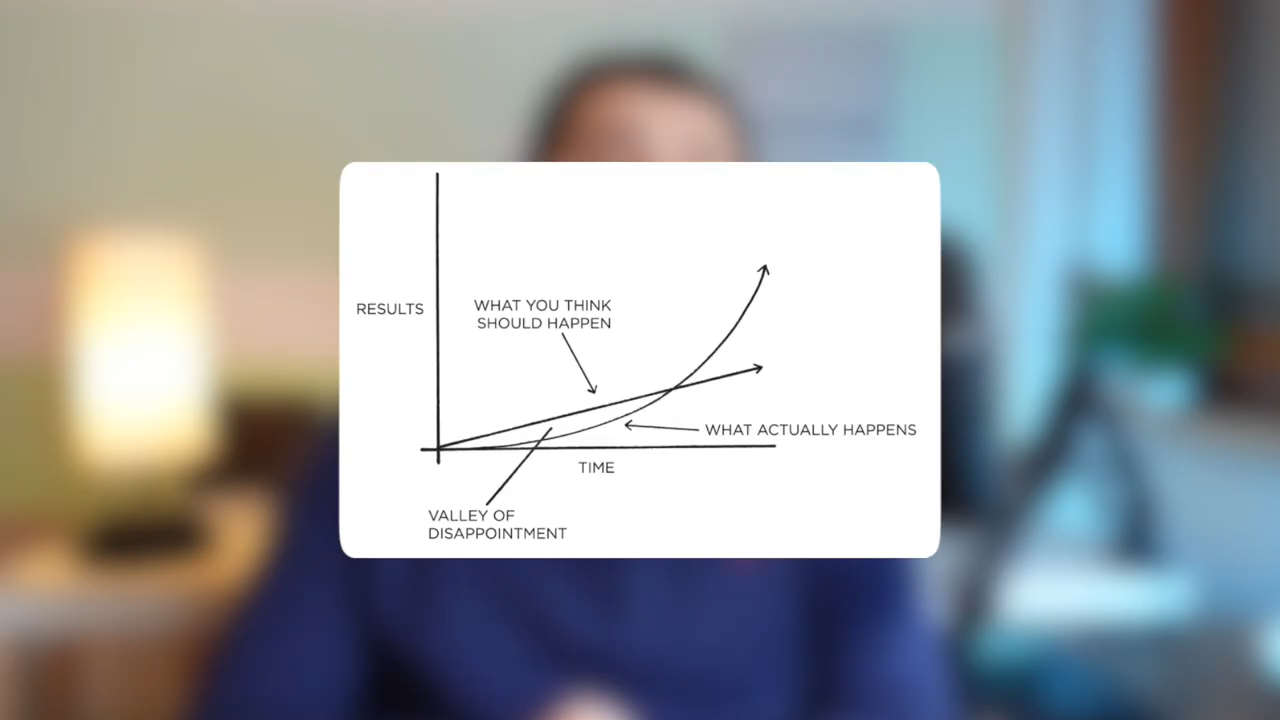 RESULTS
WHAT YOU THINK
SHOULD HAPPEN
WHAT ACTUALLY HAPPENS
TIME
VALLEY OF
DISAPPOINTMENT